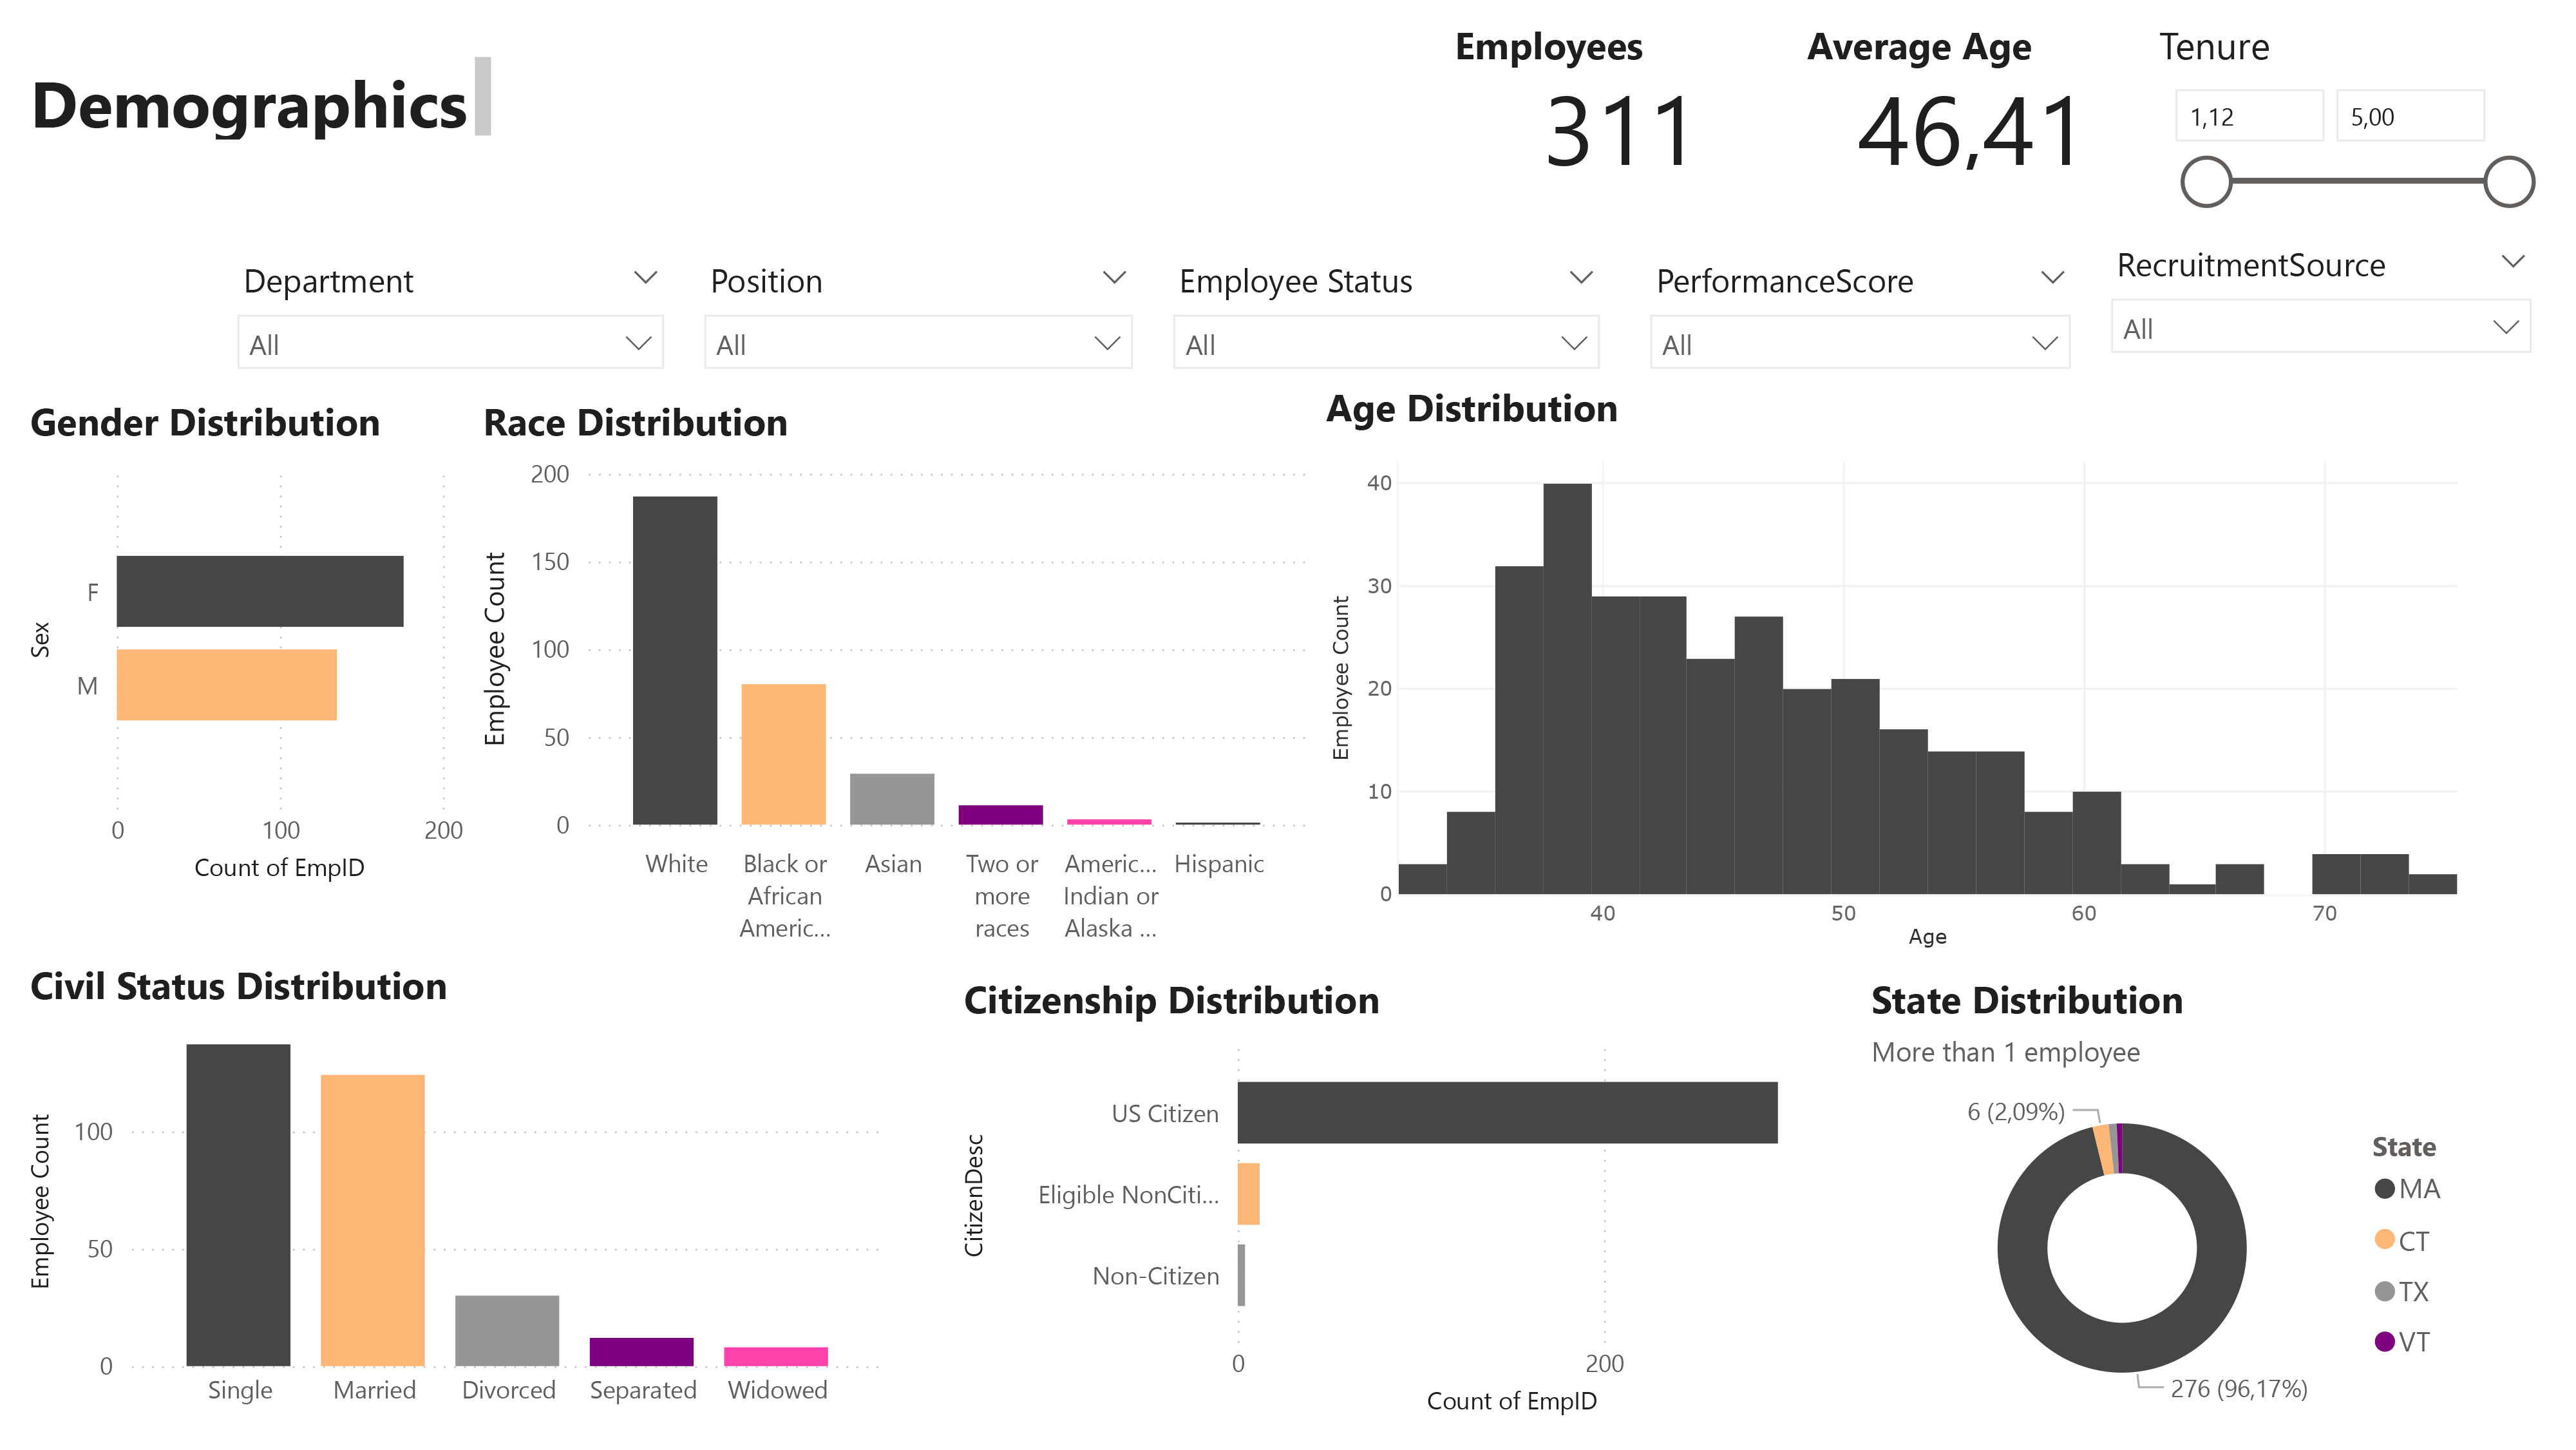 Demographics
Employees
311
Average Age
46,41
Tenure
1,12
5,00
Department
All
Position
All
Employee Status
All
PerformanceScore
All
RecruitmentSource
All
Gender Distribution
Sex
F
M
0 100 200
Count of EmpID
Race Distribution
Employee Count
200
150
100
50
0
White
Black or
African
Americ...
Asian
Two or
more
races
Americ...
Indian or
Alaska ...
Hispanic
Age Distribution
Employee Count
40
30
20
10
0
40 50 60 70
Age
Civil Status Distribution
Employee Count
100
50
0
Single Married Divorced Separated Widowed
Citizenship Distribution
CitizenDesc
US Citizen
Eligible NonCiti...
Non-Citizen
0 200
Count of EmpID
State Distribution
More than 1 employee
6 (2,09%)
276 (96,17%)
State
MA
CT
TX
VT